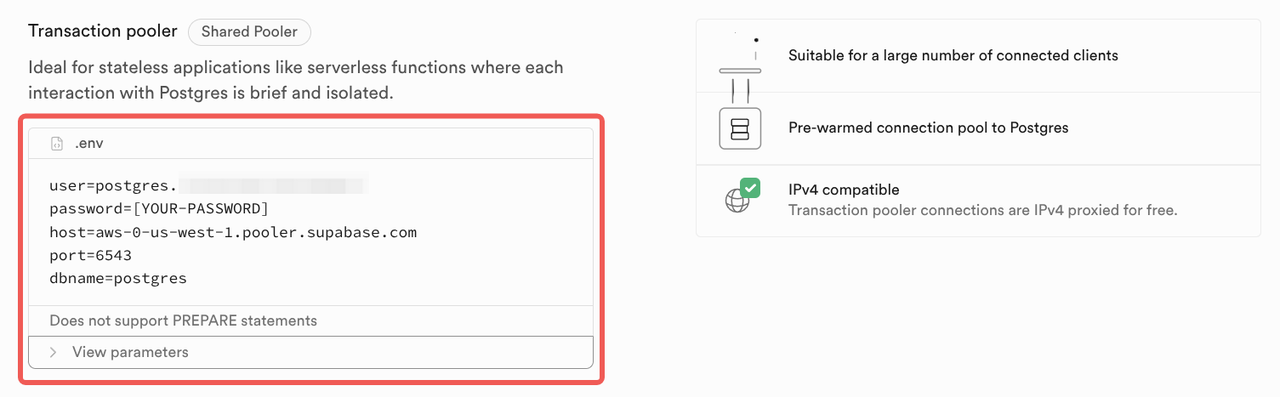 Transaction pooler
Shared Pooler
Ideal for stateless applications like serverless functions where each
interaction with Postgres is brief and isolated.
.env
user=postgres.
password=[YOUR-PASSWORD]
host=aws-0-us-west-1.pooler.supabase.com
port=6543
dbname=postgres
Does not support PREPARE statements
View parameters
Suitable for a large number of connected clients
Pre-warmed connection pool to Postgres
IPv4 compatible
Transaction pooler connections are IPv4 proxied for free.